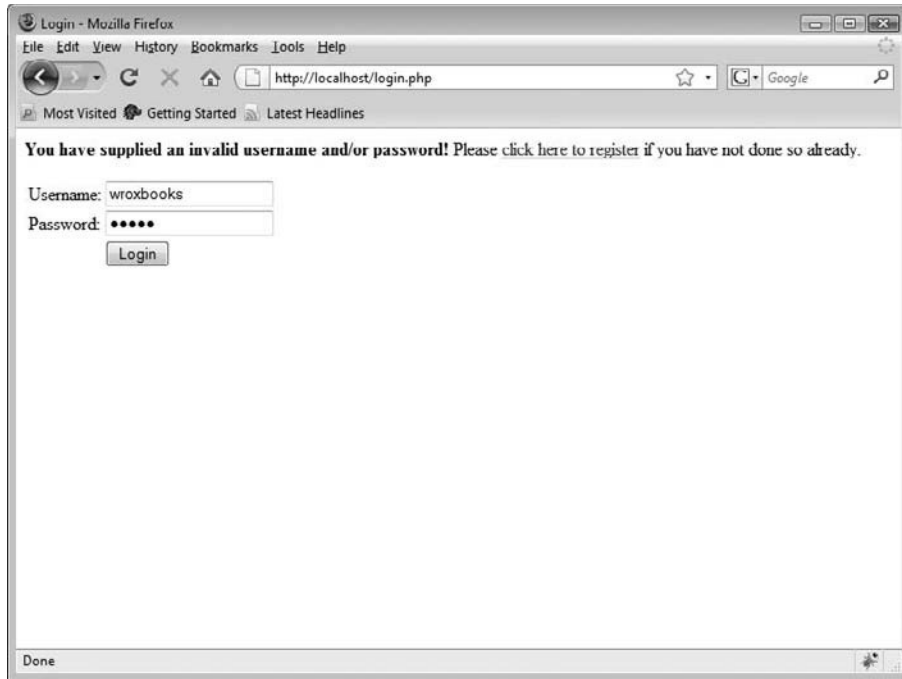 Login - Mozilla Firefox
File Edit View History Bookmarks Tools Help
http://localhost/login.php
G Google
Most Visited Getting Started Latest Headlines
You have supplied an invalid username and/or password! Please click here to register if you have not done so already.
Username: wroxbooks
Password: •••••
Login
Done